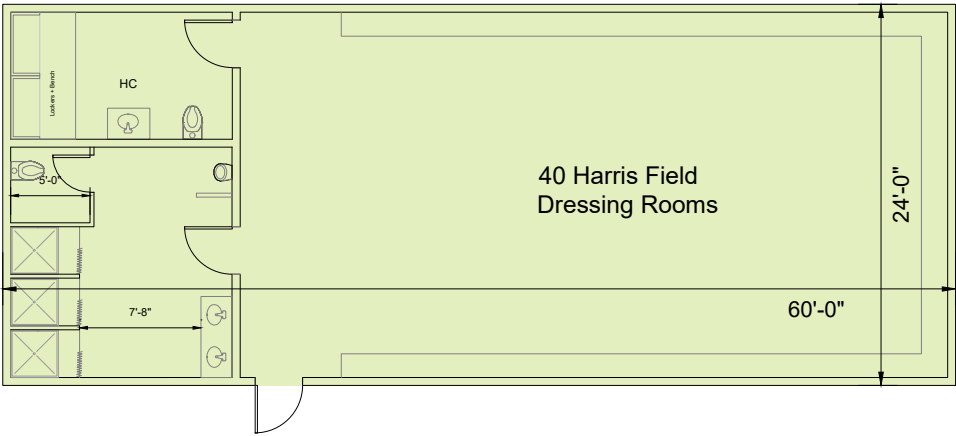 Lockers + Bench
HC
5'-0"
40 Harris Field
Dressing Rooms
24'-0"
7'-8"
60'-0"